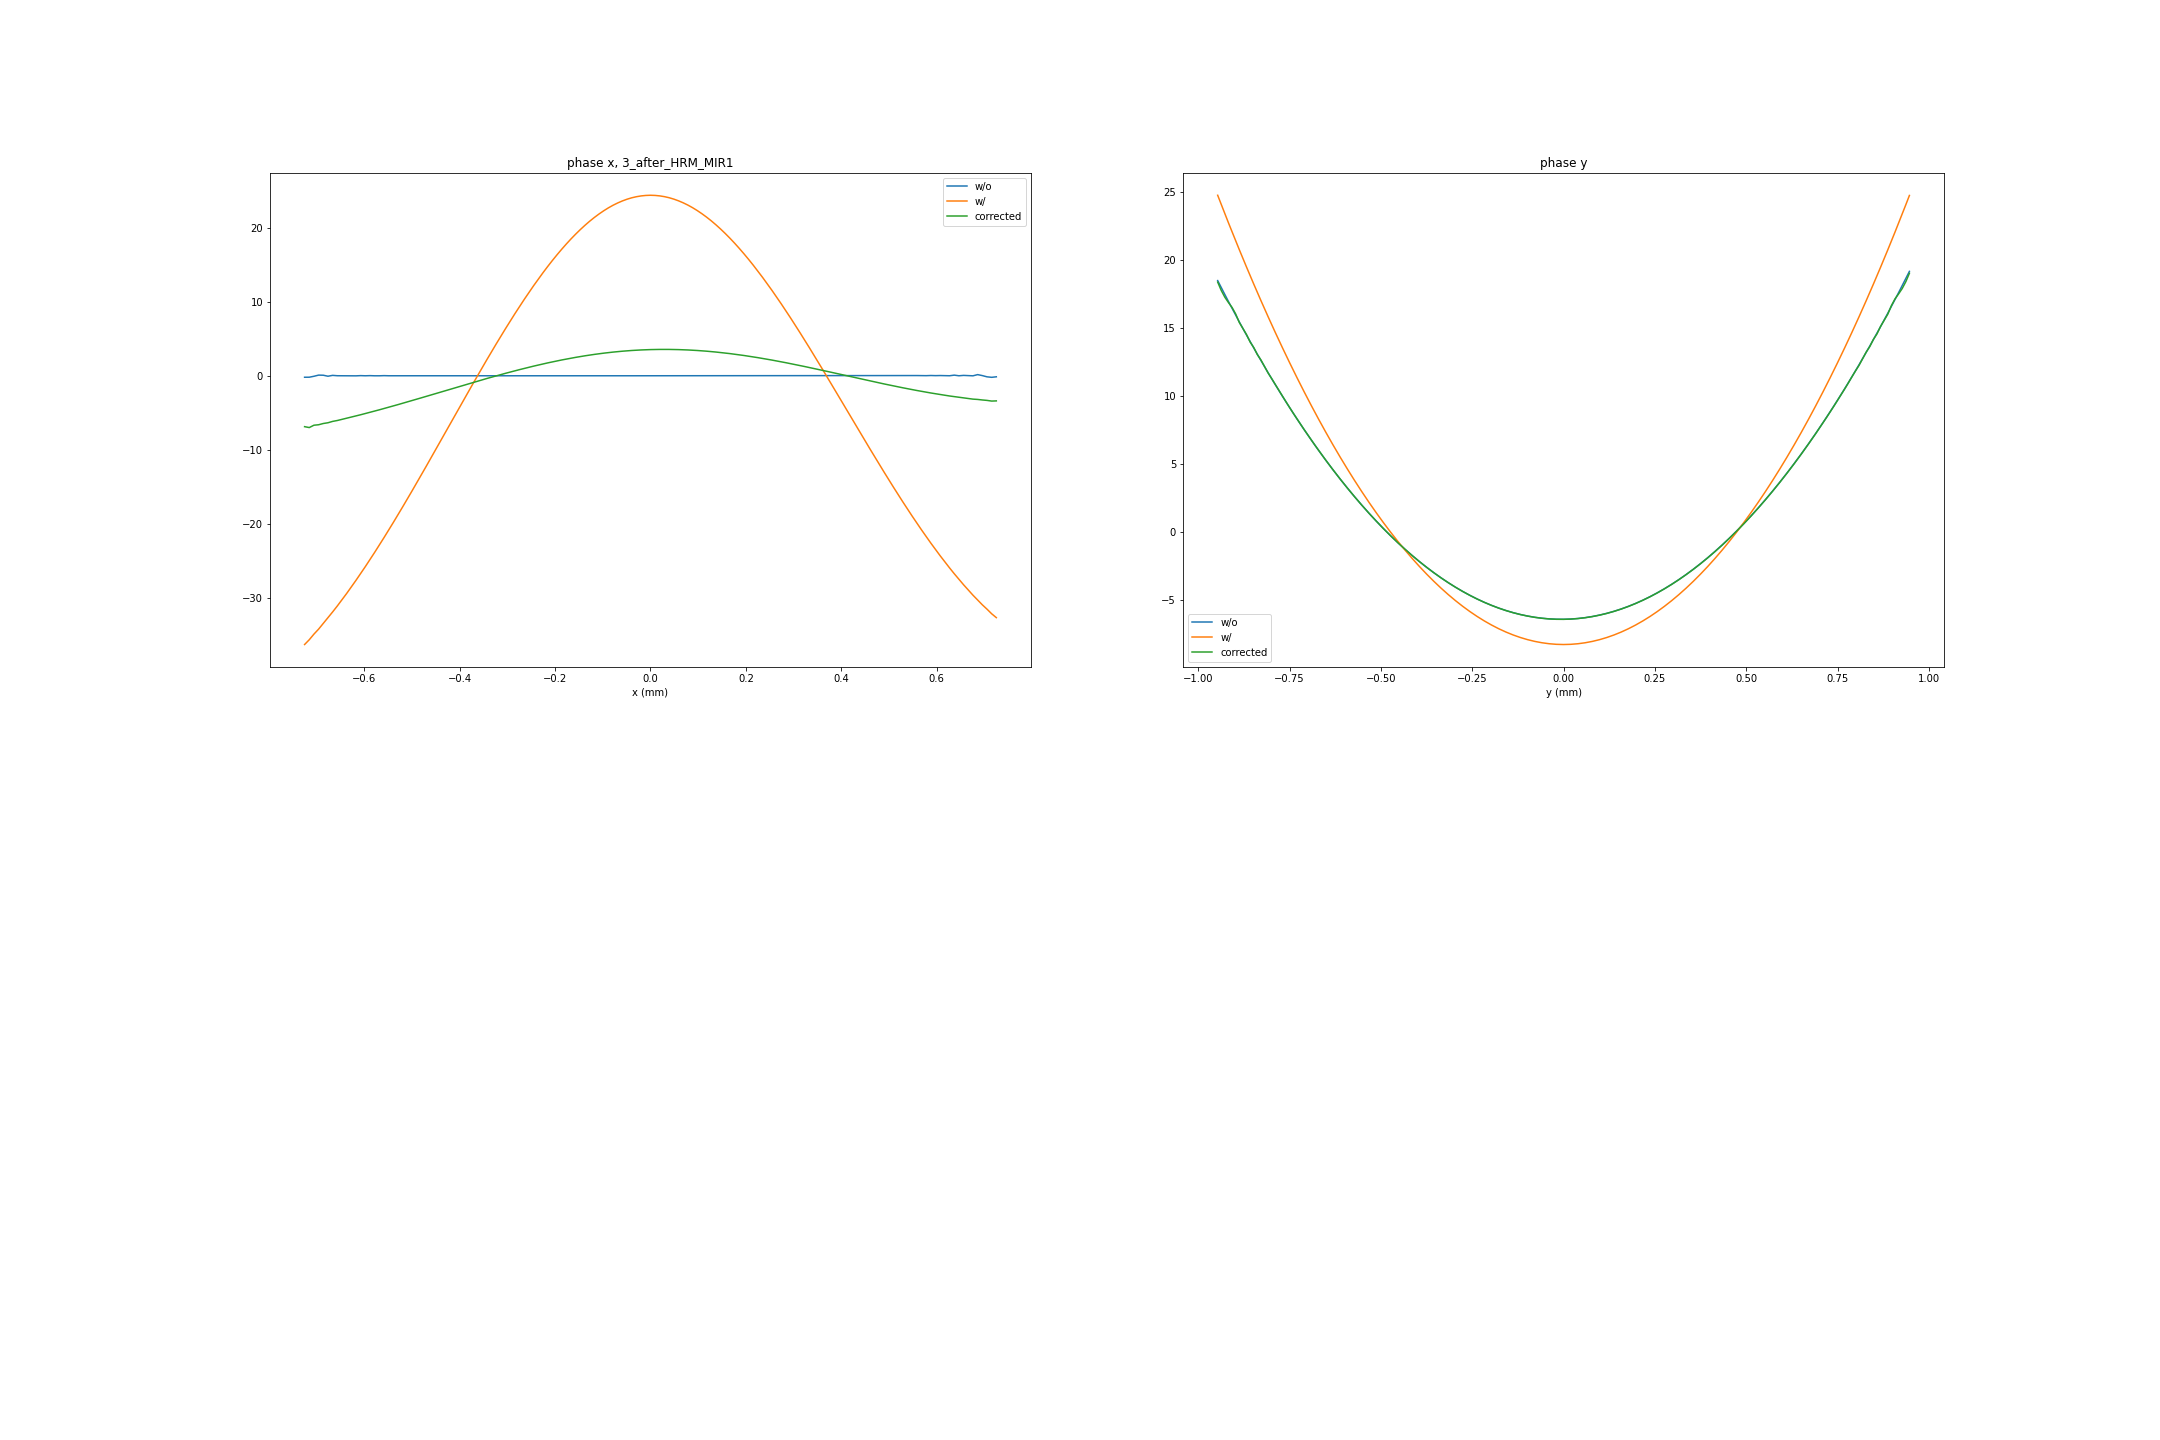 phase x, 3_after_HRM_MIR1
w/o
w/
corrected
20
10
0
−10
−20
−30
−0.6 −0.4 −0.2 0.0 0.2 0.4 0.6
x (mm)
phase y
25
20
15
10
5
0
−5
w/o
w/
corrected
−1.00 −0.75 −0.50 −0.25 0.00 0.25 0.50 0.75 1.00
y (mm)